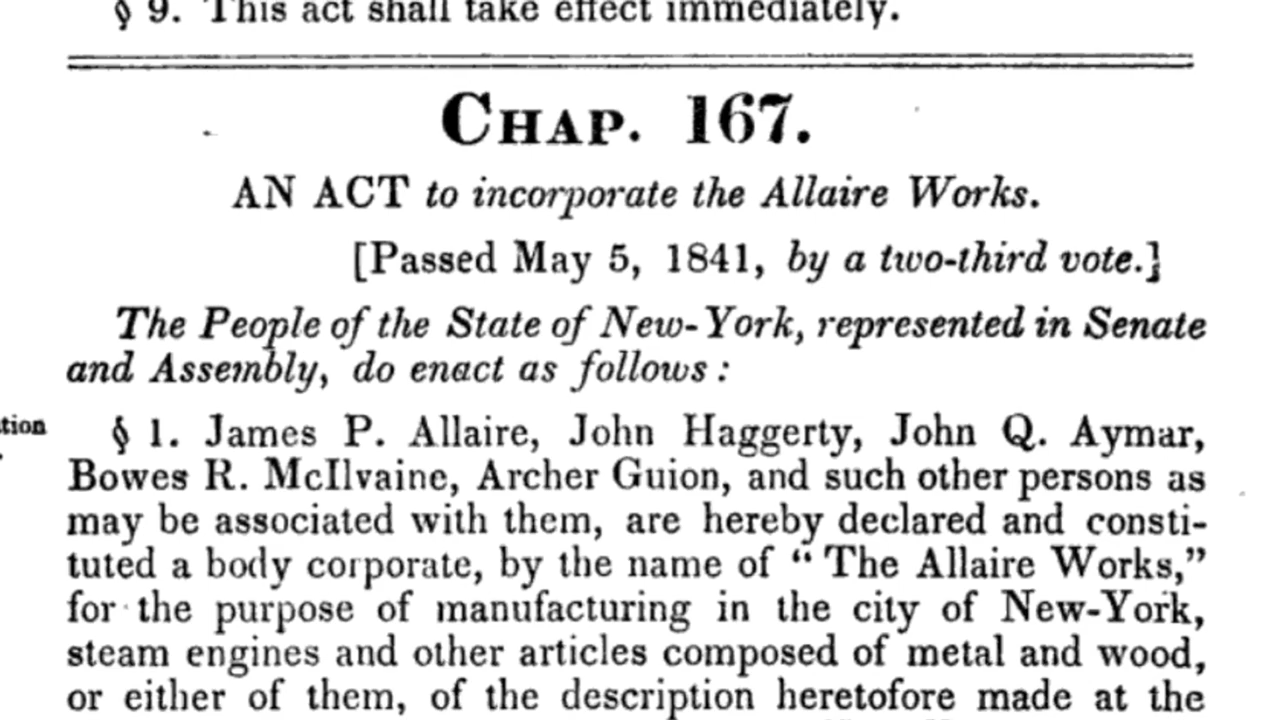 § 9. This act shall take effect immediately.
CHAP. 167.
AN ACT to incorporate the Allaire Works.
[Passed May 5, 1841, by a two-third vote.]
The People of the State of New-York, represented in Senate
and Assembly, do enact as follows :
tion
§ 1. James P. Allaire, John Haggerty, John Q. Aymar,
Bowes R. McIlvaine, Archer Guion, and such other persons as
may be associated with them, are hereby declared and consti-
tuted a body corporate, by the name of “ The Allaire Works,”
for the purpose of manufacturing in the city of New-York,
steam engines and other articles composed of metal and wood,
or either of them, of the description heretofore made at the